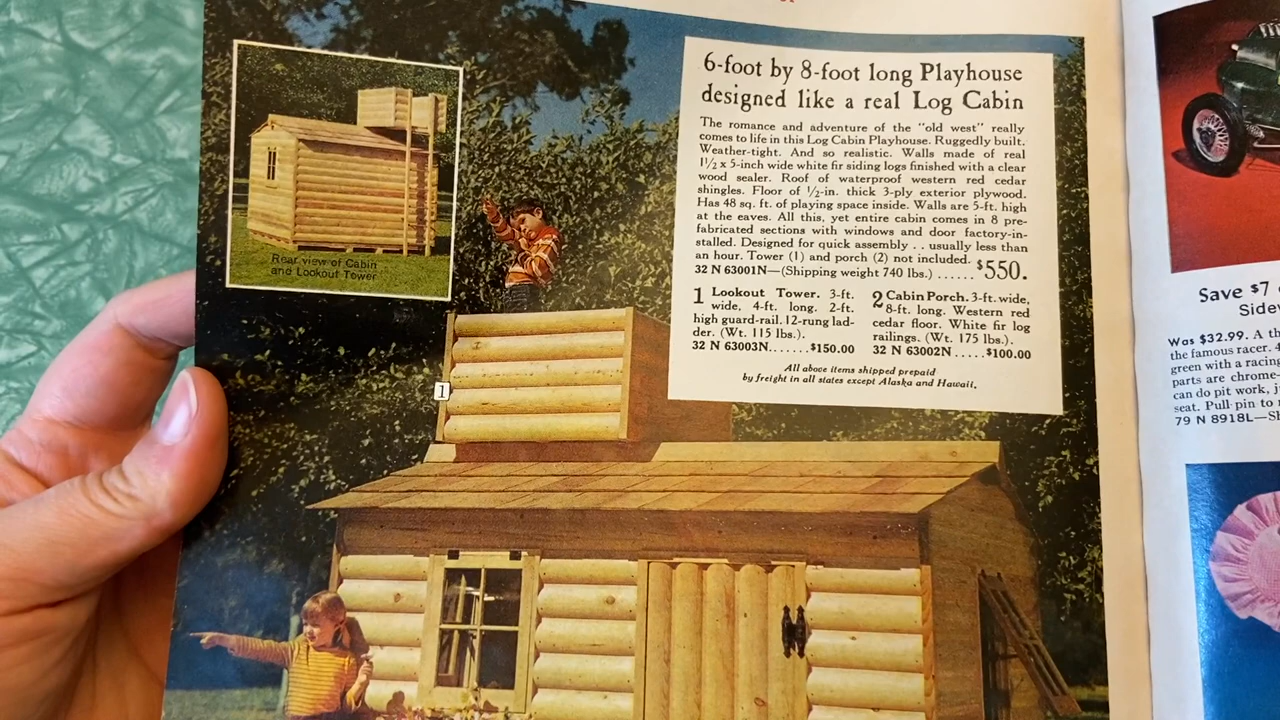 6-foot by 8-foot long Playhouse
designed like a real Log Cabin
The romance and adventure of the "old west" really
comes to life in this Log Cabin Playhouse. Ruggedly built.
Weather-tight. And so realistic. Walls made of real
1½ x 5-inch wide white fir siding logs finished with a clear
wood sealer. Roof of waterproof western red cedar
shingles. Floor of ½-in. thick 3-ply exterior plywood.
Has 48 sq. ft. of playing space inside. Walls are 5-ft. high
at the eaves. All this, yet entire cabin comes in 8 pre-
fabricated sections with windows and door factory-in-
stalled. Designed for quick assembly . . usually less than
an hour. Tower (1) and porch (2) not included.
32 N 63001N—(Shipping weight 740 lbs.) ...... $550.
1 Lookout Tower. 3-ft.
wide, 4-ft. long. 2-ft.
high guard-rail. 12-rung lad-
der. (Wt. 115 lbs.).
32 N 63003N.......$150.00
2 Cabin Porch. 3-ft. wide,
8-ft. long. Western red
cedar floor. White fir log
railings. (Wt. 175 lbs.).
32 N 63002N.....$100.00
All above items shipped prepaid
by freight in all states except Alaska and Hawaii.
Rear view of Cabin
and Lookout Tower
1
Save $7
Side
Was $32.99. A th
the famous racer. 4
green with a racing
parts are chrome-
can do pit work, j
seat. Pull pin to
79 N 8918L—Sh